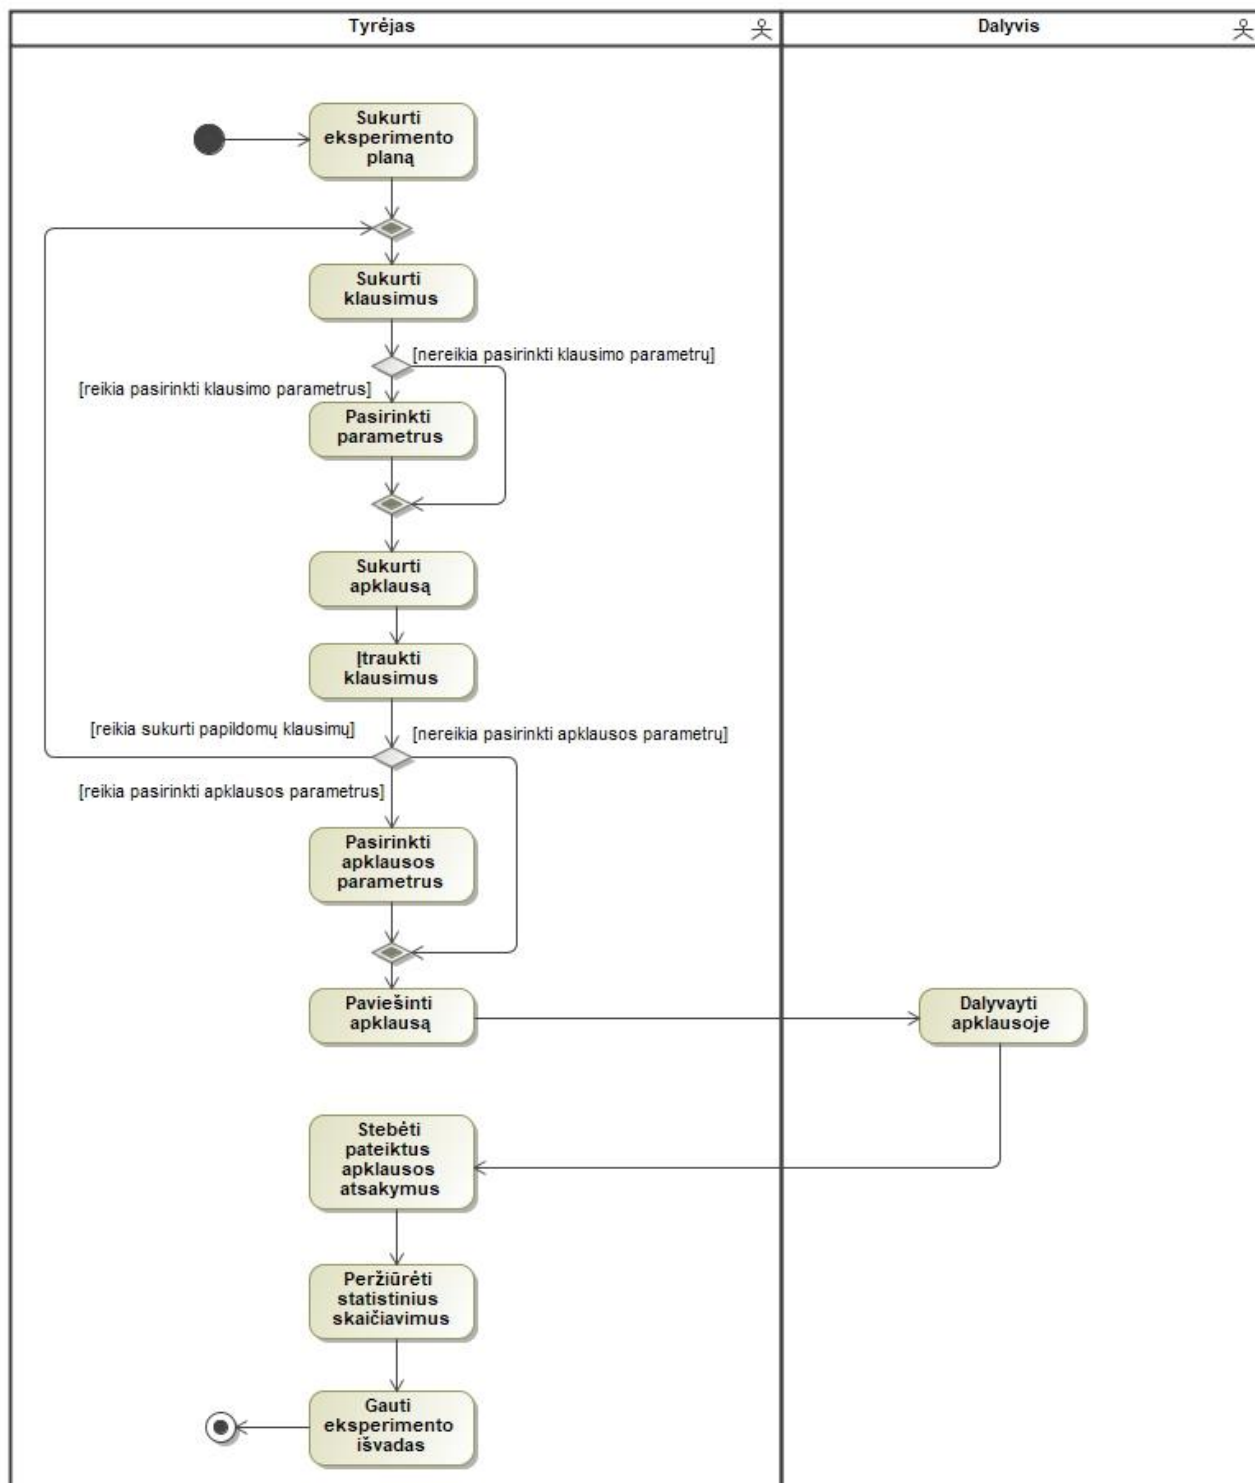 Tyrėjas
Dalyvis
Sukurti
eksperimento
planą
Sukurti
klausimus
[nereikia pasirinkti klausimo parametrų]
[reikia pasirinkti klausimo parametrus]
Pasirinkti
parametrus
Sukurti
apklausą
Įtraukti
klausimus
[reikia sukurti papildomų klausimų]
[nereikia pasirinkti apklausos parametrų]
[reikia pasirinkti apklausos parametrus]
Pasirinkti
apklausos
parametrus
Paviešinti
apklausą
Dalyvayti
apklausoje
Stebėti
pateiktus
apklausos
atsakymus
Peržiūrėti
statistinius
skaičiavimus
Gauti
eksperimento
išvadas